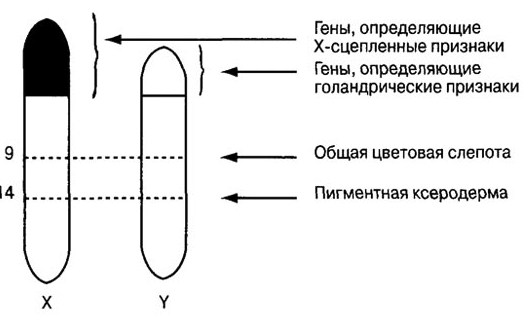 Гены, определяющие
X-сцепленные признаки
Гены, определяющие
голандрические признаки
9
Общая цветовая слепота
14
Пигментная ксеродерма
X
Y